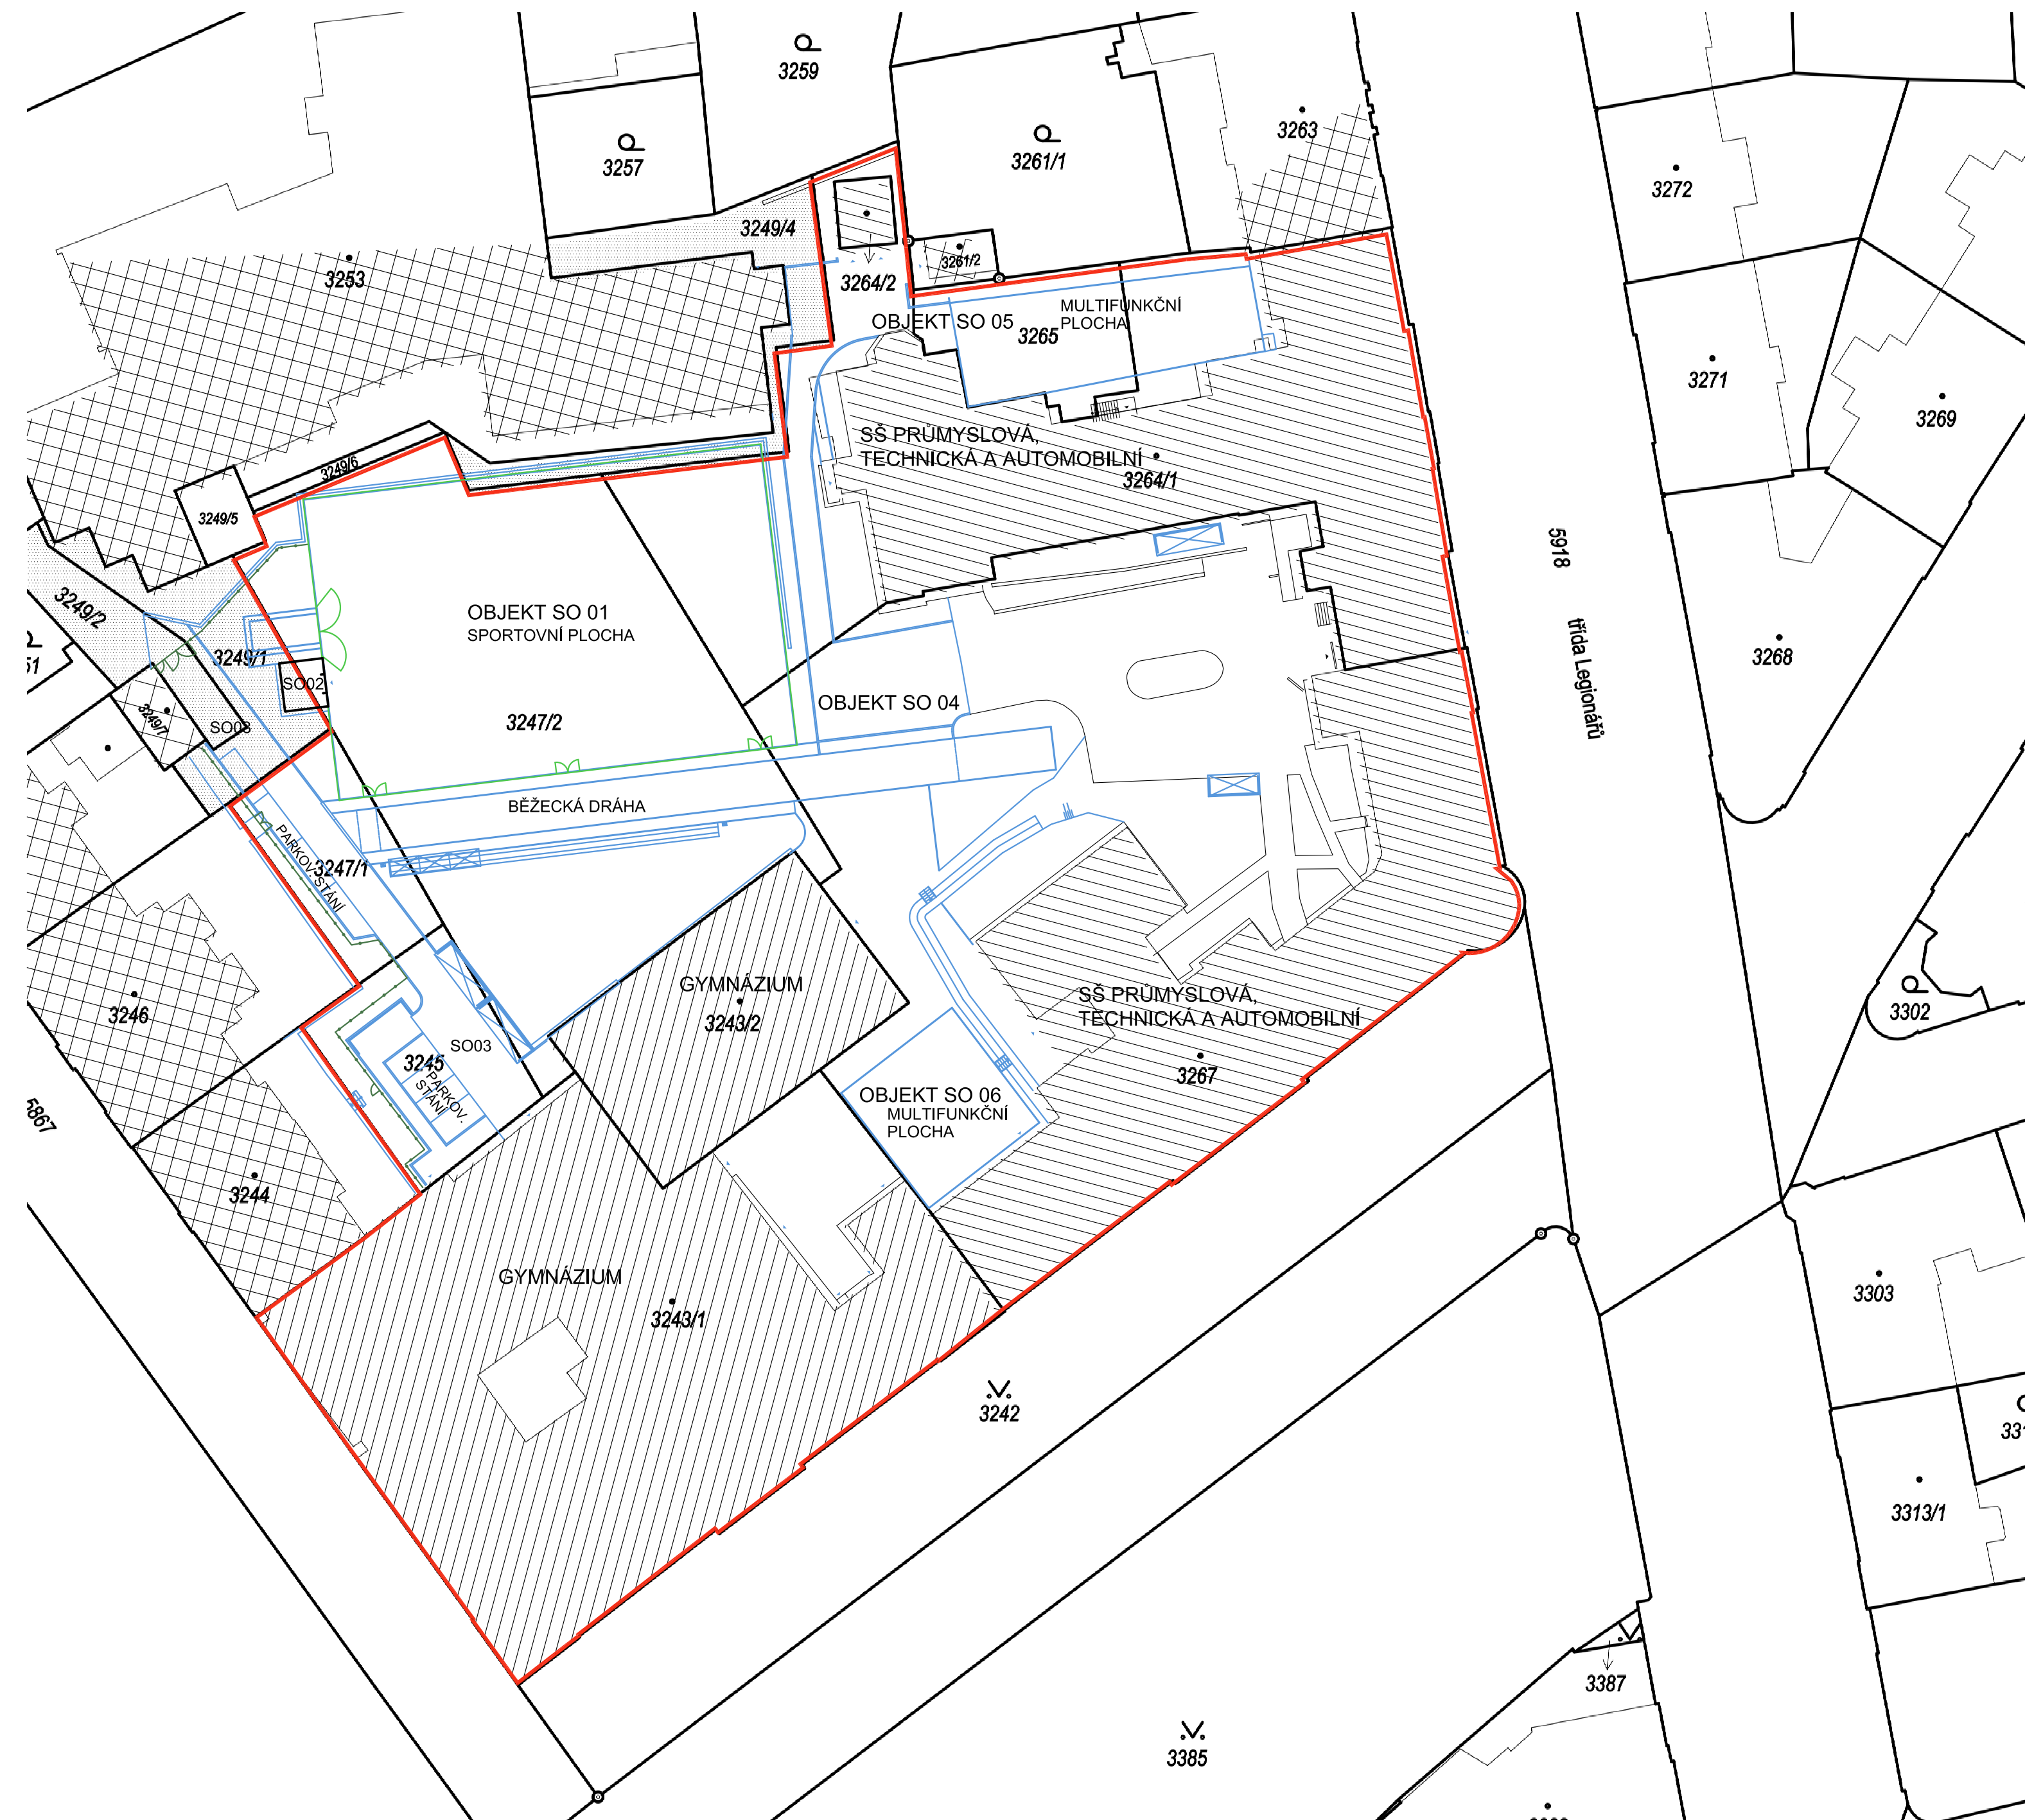 3259
3257
3261/1
3263
3272
3249/4
3253
3261/2
3264/2
MULTIFUNKČNÍ
PLOCHA
OBJEKT SO 05
3265
3271
3269
SŠ PRŮMYSLOVÁ,
TECHNICKÁ A AUTOMOBILNÍ
3264/1
3249/6
3249/5
5918
třída Legionářů
3249/2
OBJEKT SO 01
SPORTOVNÍ PLOCHA
3249/1
51
3268
SO02
OBJEKT SO 04
3249/7
SO03
3247/2
BĚŽECKÁ DRÁHA
PARKOV. STÁNÍ
3247/1
GYMNÁZIUM
3243/2
SŠ PRŮMYSLOVÁ,
TECHNICKÁ A AUTOMOBILNÍ
3246
3302
SO03
3245
PARKOV.
STÁNÍ
3267
OBJEKT SO 06
MULTIFUNKČNÍ
PLOCHA
5867
3244
GYMNÁZIUM
3243/1
3303
3242
331
3313/1
3387
3385